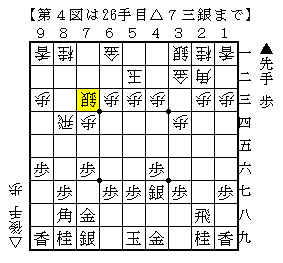 【第４図は26手目△７三銀まで】
９ ８ ７ ６ ５ ４ ３ ２ １
香 桂 金 銀 桂 香 一
玉 金 角 二
歩 銀 歩 歩 歩 歩 歩 三
飛 歩 歩 四
五
歩 歩 歩 六
歩 歩 歩 銀 歩 歩 七
角 金 飛 八
香 桂 銀 玉 金 桂 香 九
▲先手 歩
△後手 歩